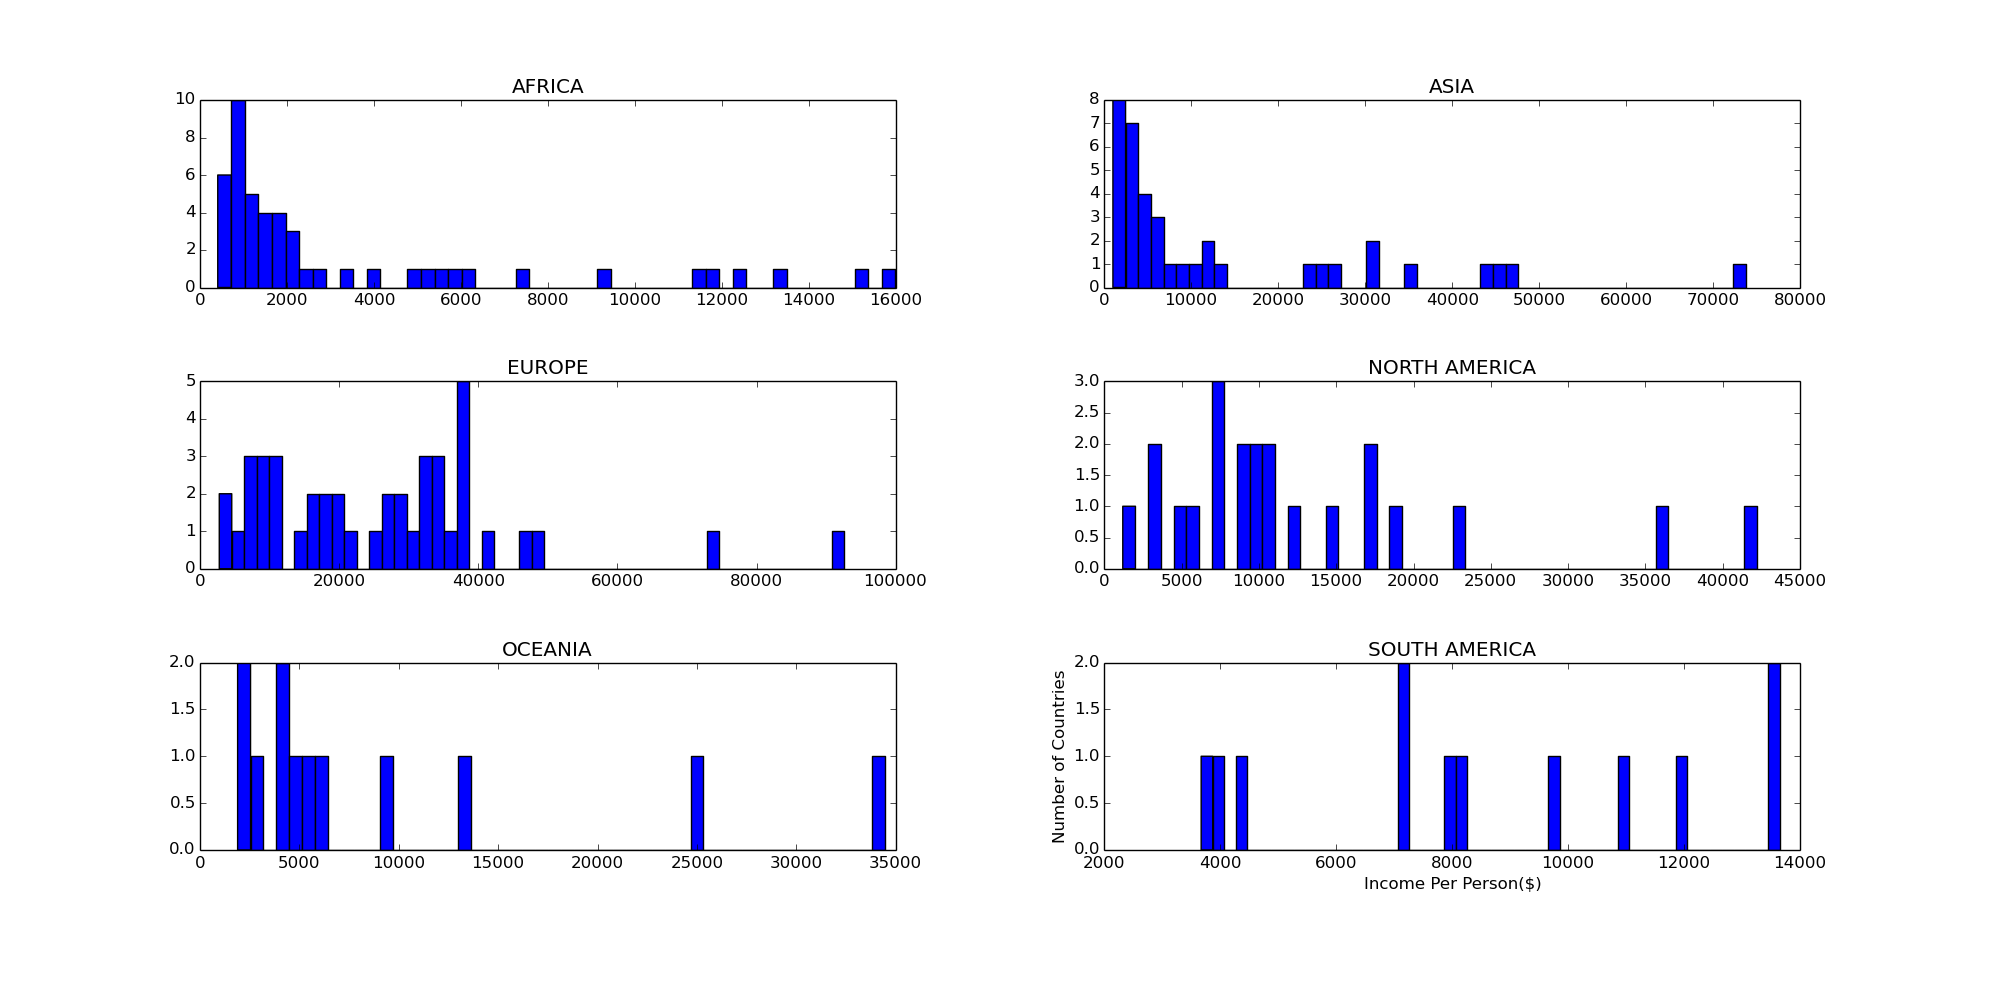 AFRICA
10
8
6
4
2
0
0 2000 4000 6000 8000 10000 12000 14000 16000
ASIA
8
7
6
5
4
3
2
1
0
0 10000 20000 30000 40000 50000 60000 70000 80000
EUROPE
5
4
3
2
1
0
0 20000 40000 60000 80000 100000
NORTH AMERICA
3.0
2.5
2.0
1.5
1.0
0.5
0.0
0 5000 10000 15000 20000 25000 30000 35000 40000 45000
OCEANIA
2.0
1.5
1.0
0.5
0.0
0 5000 10000 15000 20000 25000 30000 35000
SOUTH AMERICA
Number of Countries
2.0
1.5
1.0
0.5
0.0
2000 4000 6000 8000 10000 12000 14000
Income Per Person($)